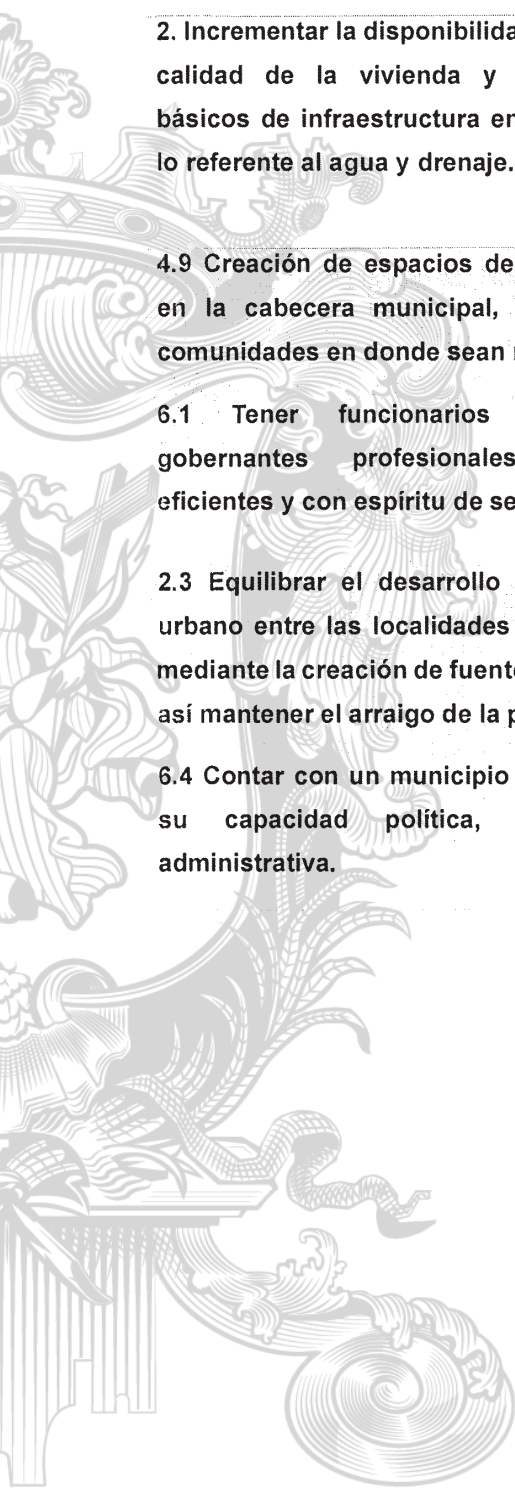 2. Incrementar la disponibilida
calidad de la vivienda y
básicos de infraestructura en
lo referente al agua y drenaje.
4.9 Creación de espacios de
en la cabecera municipal,
comunidades en donde sean
6.1 Tener funcionarios
gobernantes profesionales
eficientes y con espíritu de se
2.3 Equilibrar el desarrollo
urbano entre las localidades
mediante la creación de fuente
así mantener el arraigo de la p
6.4 Contar con un municipio
su capacidad política,
administrativa.